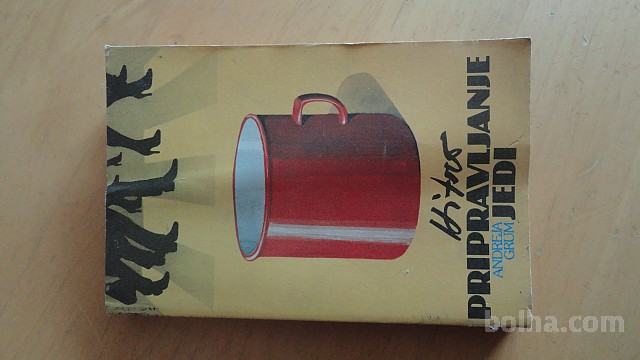 hitro
PRIPRAVLJANJE
JEDI
ANDREJA
GRUM
bolha.com